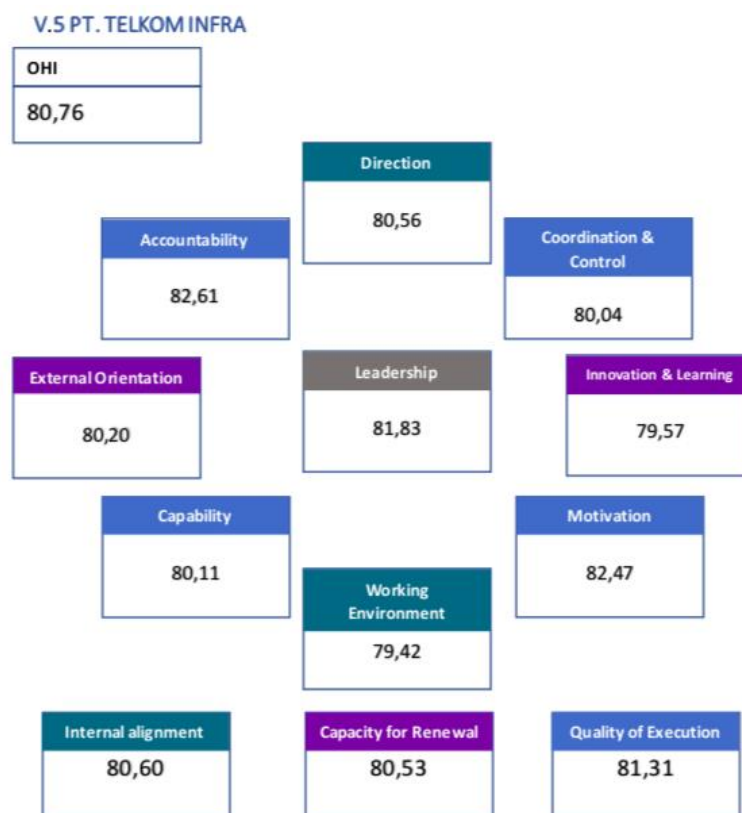 V.5 PT. TELKOM INFRA
OHI
80,76
Direction
80,56
Accountability
82,61
Coordination &
Control
80,04
External Orientation
80,20
Leadership
81,83
Innovation & Learning
79,57
Capability
80,11
Motivation
82,47
Working
Environment
79,42
Internal alignment
80,60
Capacity for Renewal
80,53
Quality of Execution
81,31